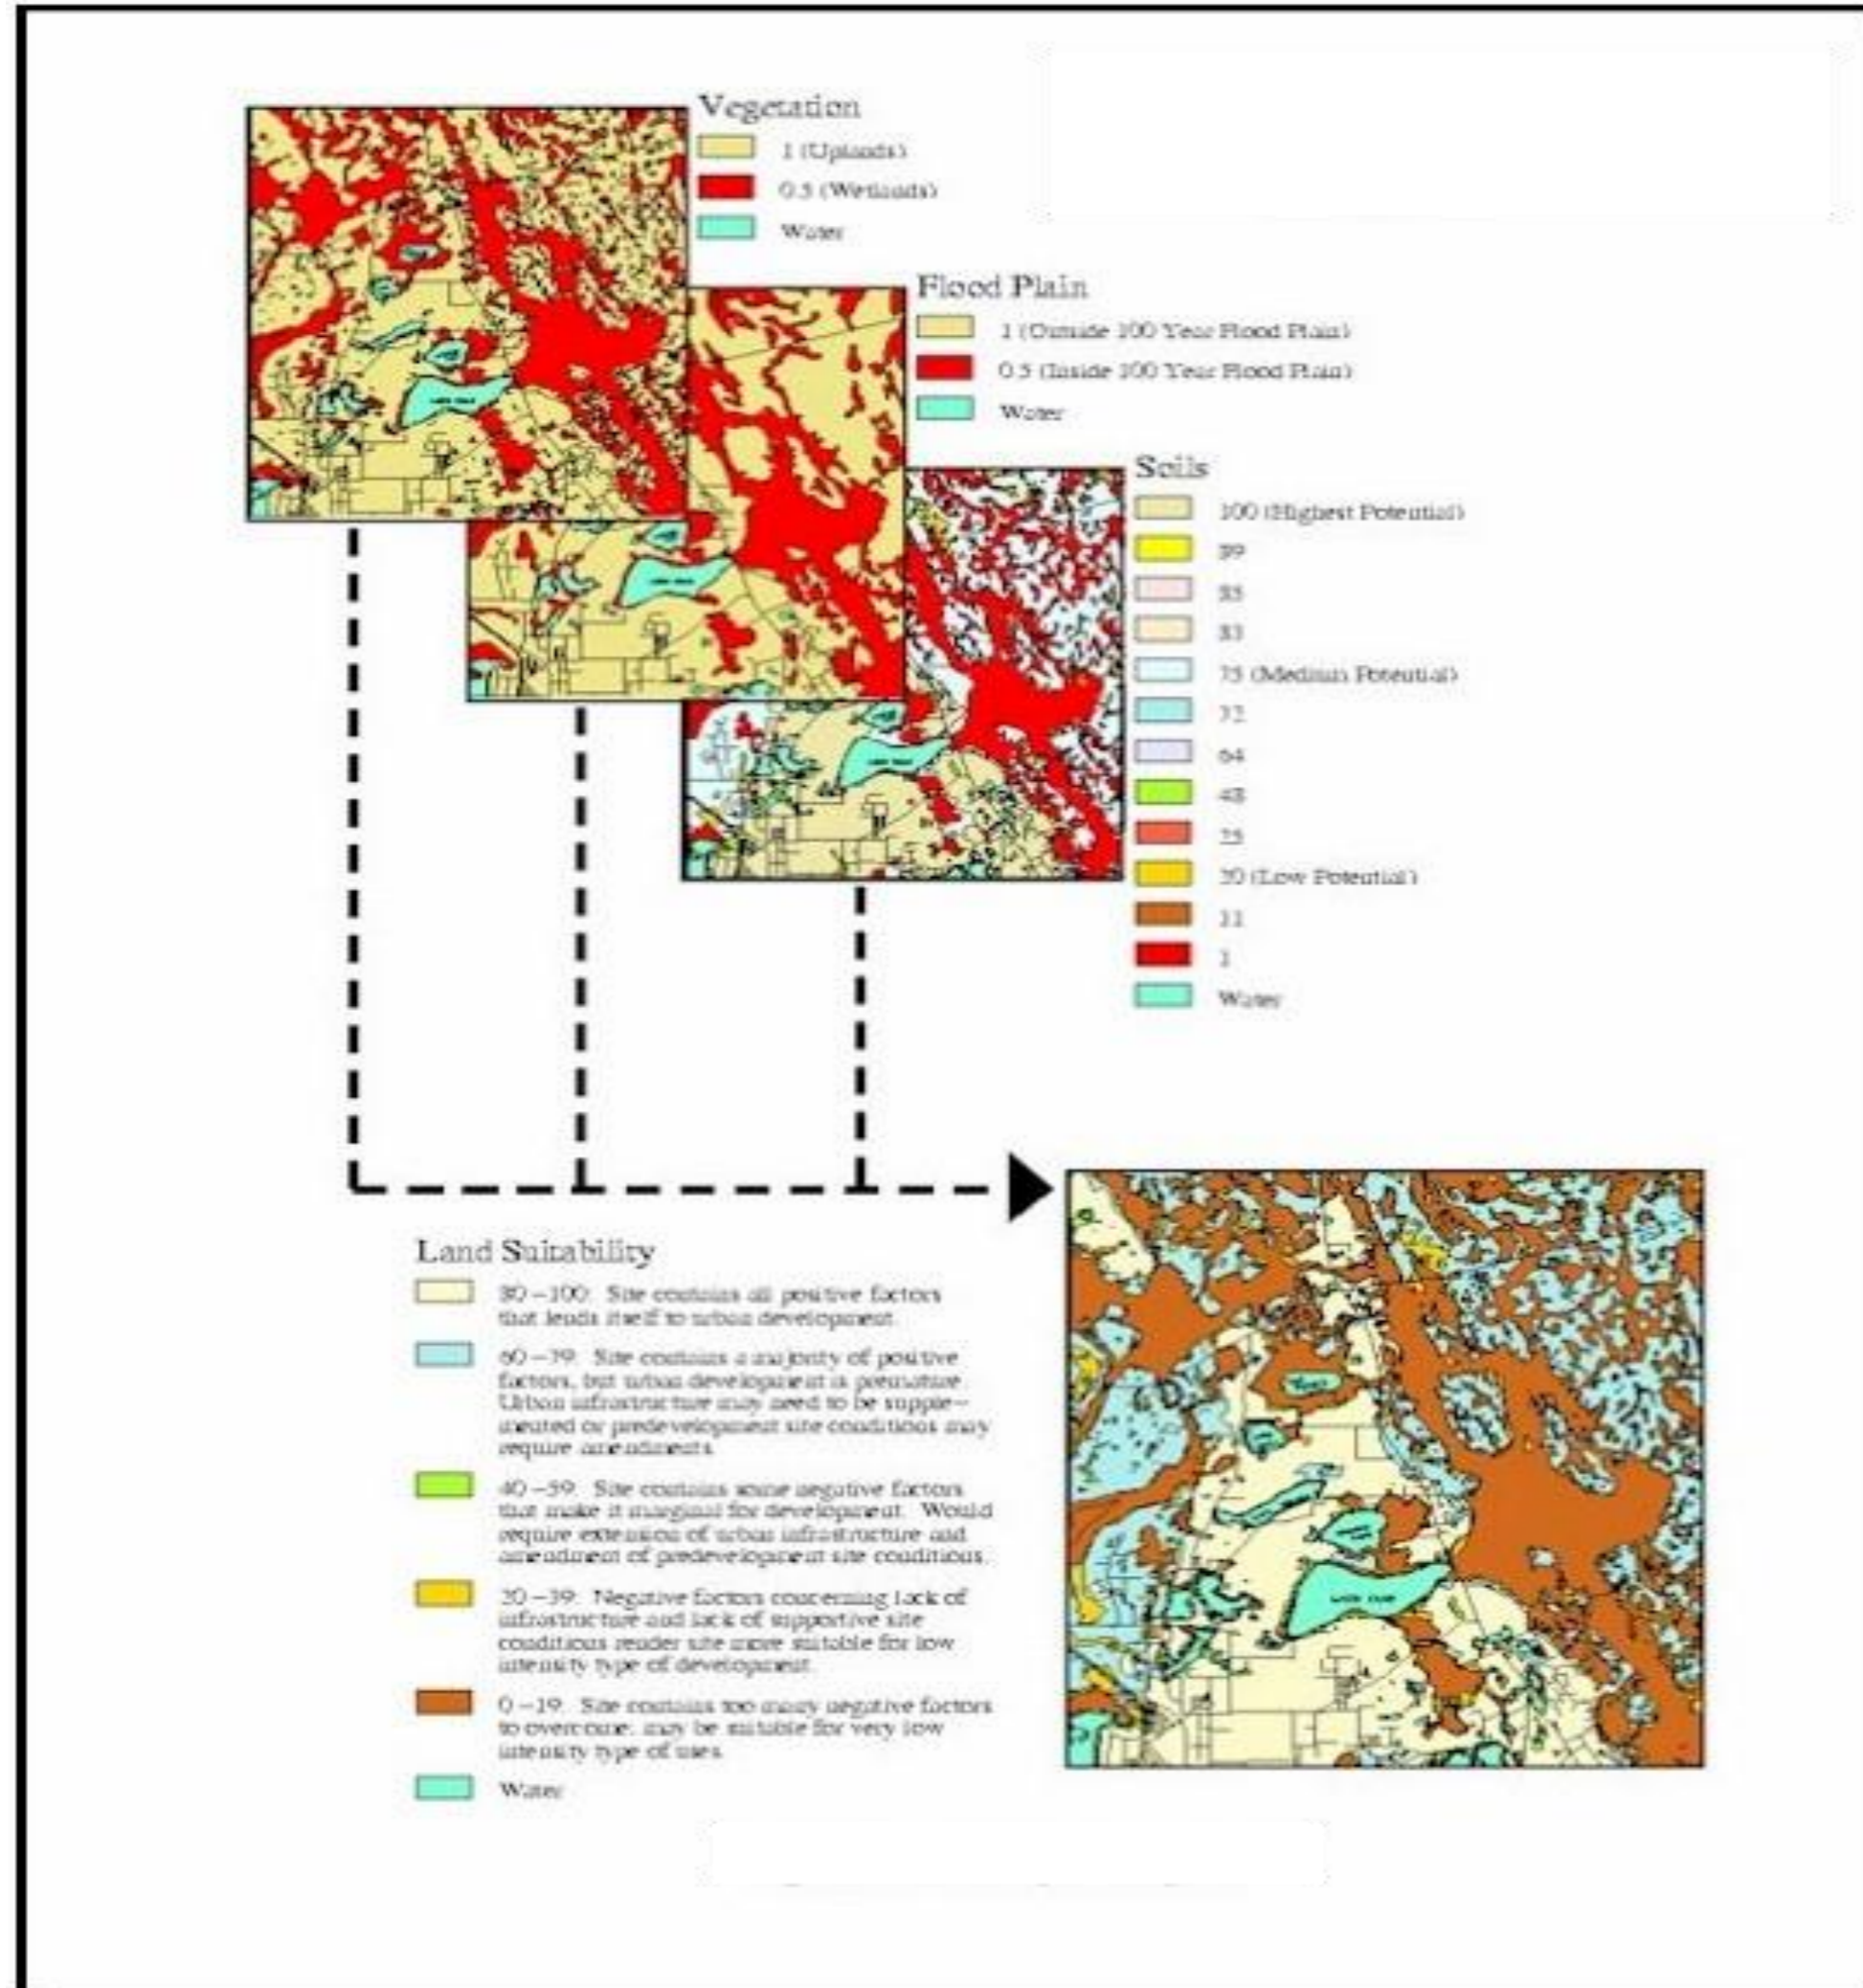 Vegetation
1 (Uplands)
0.5 (Wetlands)
Water
Flood Plain
1 (Outside 100 Year Flood Plain)
0.5 (Inside 100 Year Flood Plain)
Water
Soils
100 (Highest Potential)
89
85
83
75 (Medium Potential)
72
64
48
25
20 (Low Potential)
11
1
Water
Land Suitability
80-100: Site contains all positive factors
that lends itself to urban development.
60-79: Site contains a majority of positive
factors, but urban development is premature.
Urban infrastructure may need to be supple-
mented or predevelopment site conditions may
require amendments.
40-59: Site contains some negative factors
that make it marginal for development. Would
require extension of urban infrastructure and
amendment of predevelopment site conditions.
20-39: Negative factors concerning lack of
infrastructure and lack of supportive site
conditions render site more suitable for low
intensity type of development.
0-19: Site contains too many negative factors
to overcome; may be suitable for very low
intensity type of uses.
Water